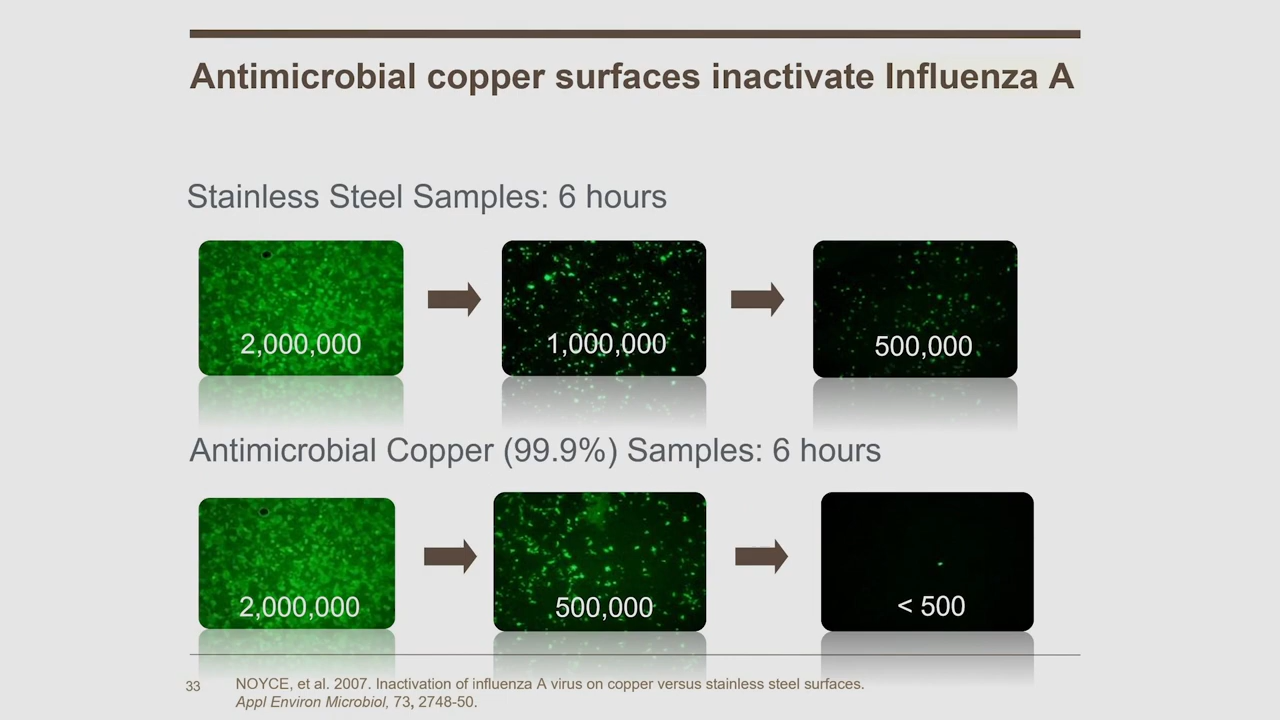 Antimicrobial copper surfaces inactivate Influenza A
Stainless Steel Samples: 6 hours
2,000,000
1,000,000
500,000
Antimicrobial Copper (99.9%) Samples: 6 hours
2,000,000
500,000
< 500
33
NOYCE, et al. 2007. Inactivation of influenza A virus on copper versus stainless steel surfaces.
Appl Environ Microbiol, 73, 2748-50.